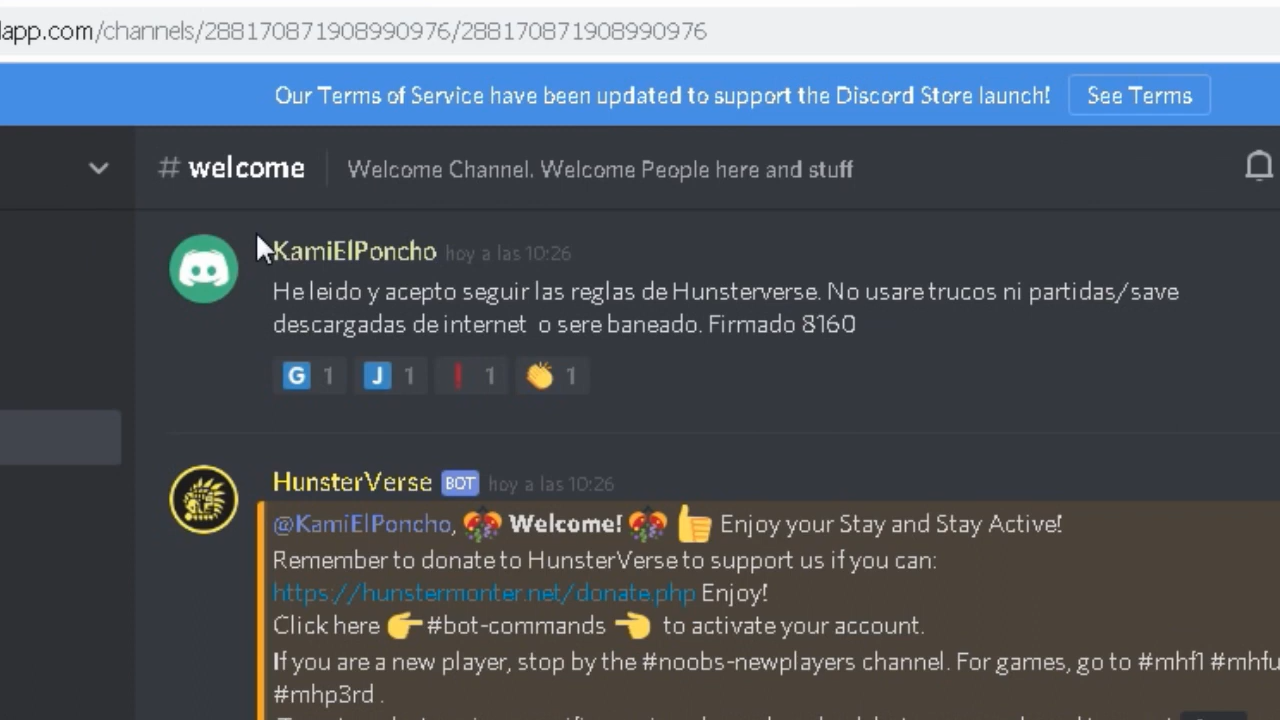 app.com/channels/288170871908990976/288170871908990976
Our Terms of Service have been updated to support the Discord Store launch! See Terms
# welcome Welcome Channel. Welcome People here and stuff
KamiElPoncho hoy a las 10:26
He leido y acepto seguir las reglas de Hunsterverse. No usare trucos ni partidas/save
descargadas de internet o sere baneado. Firmado 8160
G 1 J 1 ❗ 1 👏 1
HunsterVerse BOT hoy a las 10:26
@KamiElPoncho, Welcome! Enjoy your Stay and Stay Active!
Remember to donate to HunsterVerse to support us if you can:
https://hunstermonter.net/donate.php Enjoy!
Click here 👉 #bot-commands 👈 to activate your account.
If you are a new player, stop by the #noobs-newplayers channel. For games, go to #mhf1 #mhfu
#mhp3rd .